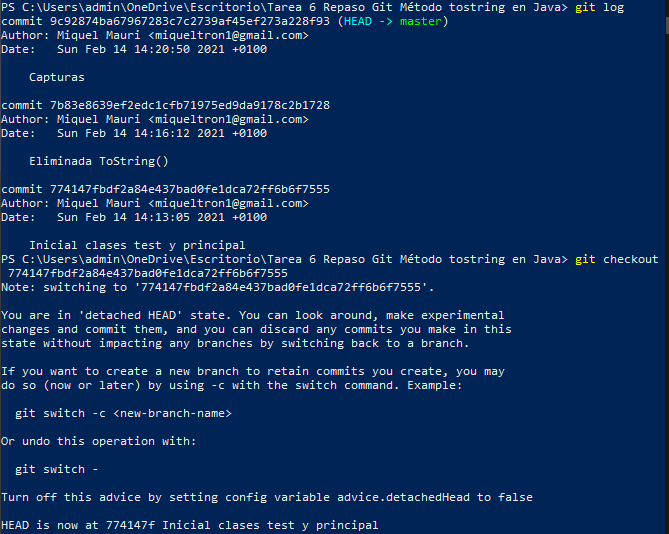 PS C:\Users\admin\OneDrive\Escritorio\Tarea 6 Repaso Git Método tostring en Java> git log
commit 9c92874ba67967283c7c2739af45ef273a228f93 (HEAD -> master)
Author: Miquel Mauri <miqueltron1@gmail.com>
Date:   Sun Feb 14 14:20:50 2021 +0100

    Capturas

commit 7b83e8639ef2edc1cfb71975ed9da9178c2b1728
Author: Miquel Mauri <miqueltron1@gmail.com>
Date:   Sun Feb 14 14:16:12 2021 +0100

    Eliminada ToString()

commit 774147fbdf2a84e437bad0fe1dca72ff6b6f7555
Author: Miquel Mauri <miqueltron1@gmail.com>
Date:   Sun Feb 14 14:13:05 2021 +0100

    Inicial clases test y principal
PS C:\Users\admin\OneDrive\Escritorio\Tarea 6 Repaso Git Método tostring en Java> git checkout
 774147fbdf2a84e437bad0fe1dca72ff6b6f7555
Note: switching to '774147fbdf2a84e437bad0fe1dca72ff6b6f7555'.

You are in 'detached HEAD' state. You can look around, make experimental
changes and commit them, and you can discard any commits you make in this
state without impacting any branches by switching back to a branch.

If you want to create a new branch to retain commits you create, you may
do so (now or later) by using -c with the switch command. Example:

  git switch -c <new-branch-name>

Or undo this operation with:

  git switch -

Turn off this advice by setting config variable advice.detachedHead to false

HEAD is now at 774147f Inicial clases test y principal